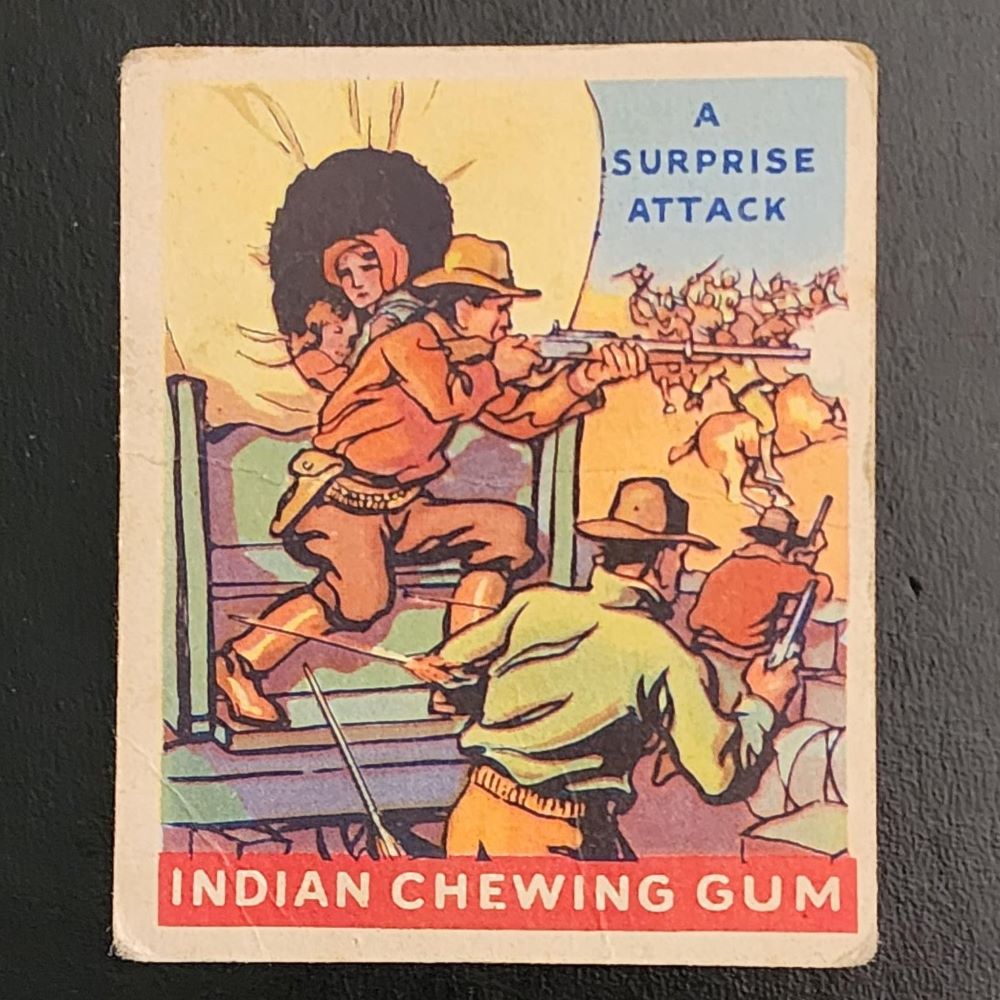 A
SURPRISE
ATTACK
INDIAN CHEWING GUM